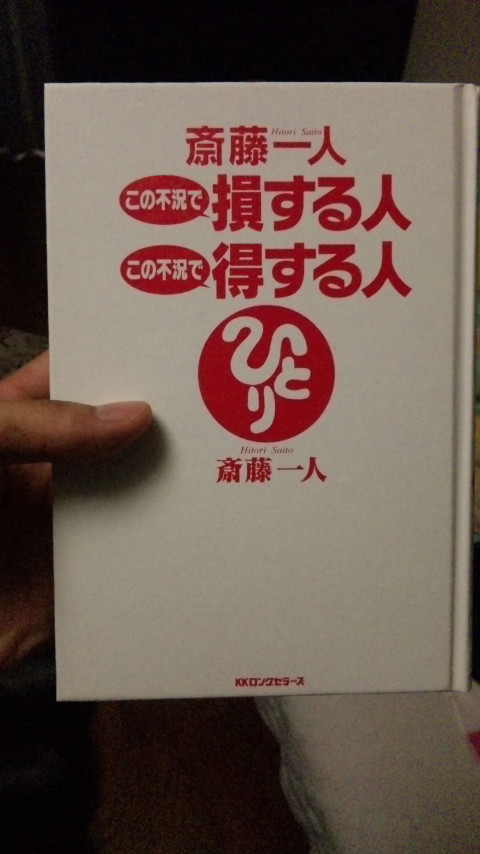 Hitori Saito
斎藤一人
この不況で損する人
この不況で得する人
ひとり
Hitori Saito
斎藤一人
KKロングセラーズ